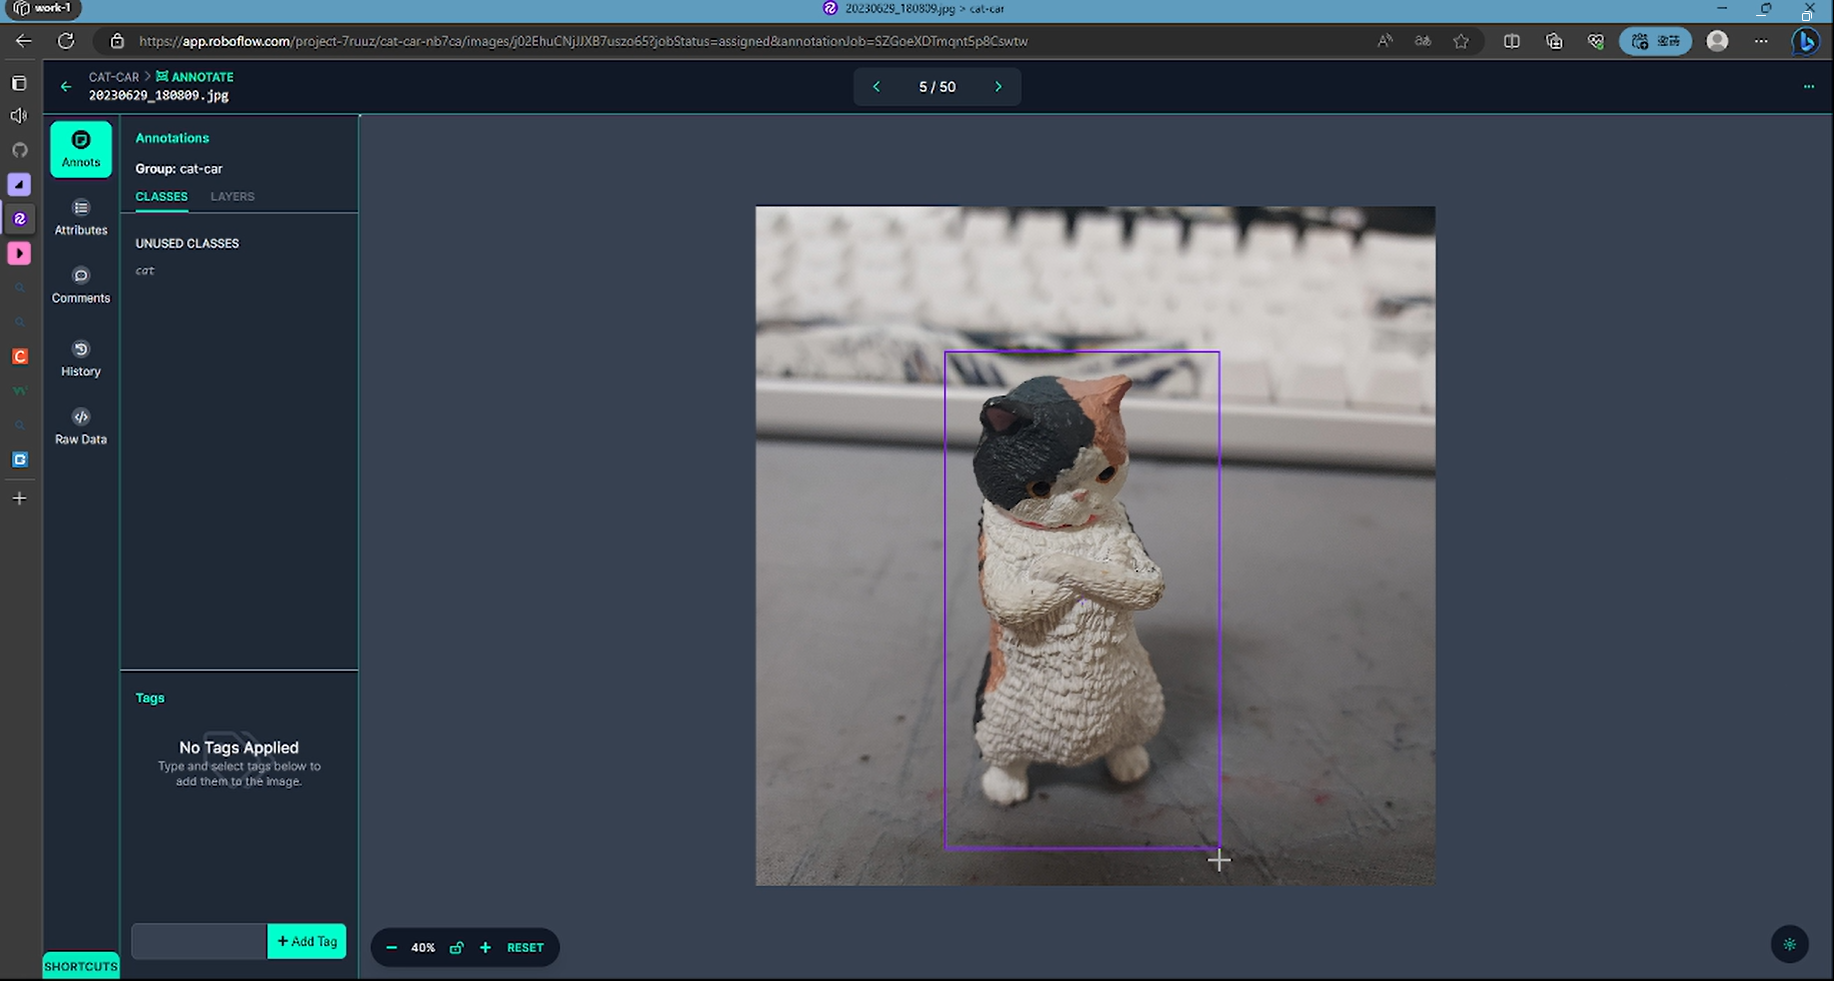 work-1
20230629_180809.jpg > cat-car
https://app.roboflow.com/project-7ruuz/cat-car-nb7ca/images/j02EhuCNjJJXB7uszo65?jobStatus=assigned&annotationJob=SZGoeXDTmqnt5p8Cswtw
CAT-CAR > ANNOTATE
20230629_180809.jpg
5 / 50
Annots
Attributes
Comments
History
Raw Data
SHORTCUTS
Annotations
Group: cat-car
CLASSES LAYERS
UNUSED CLASSES
cat
Tags
No Tags Applied
Type and select tags below to
add them to the image.
+ Add Tag
40%
RESET